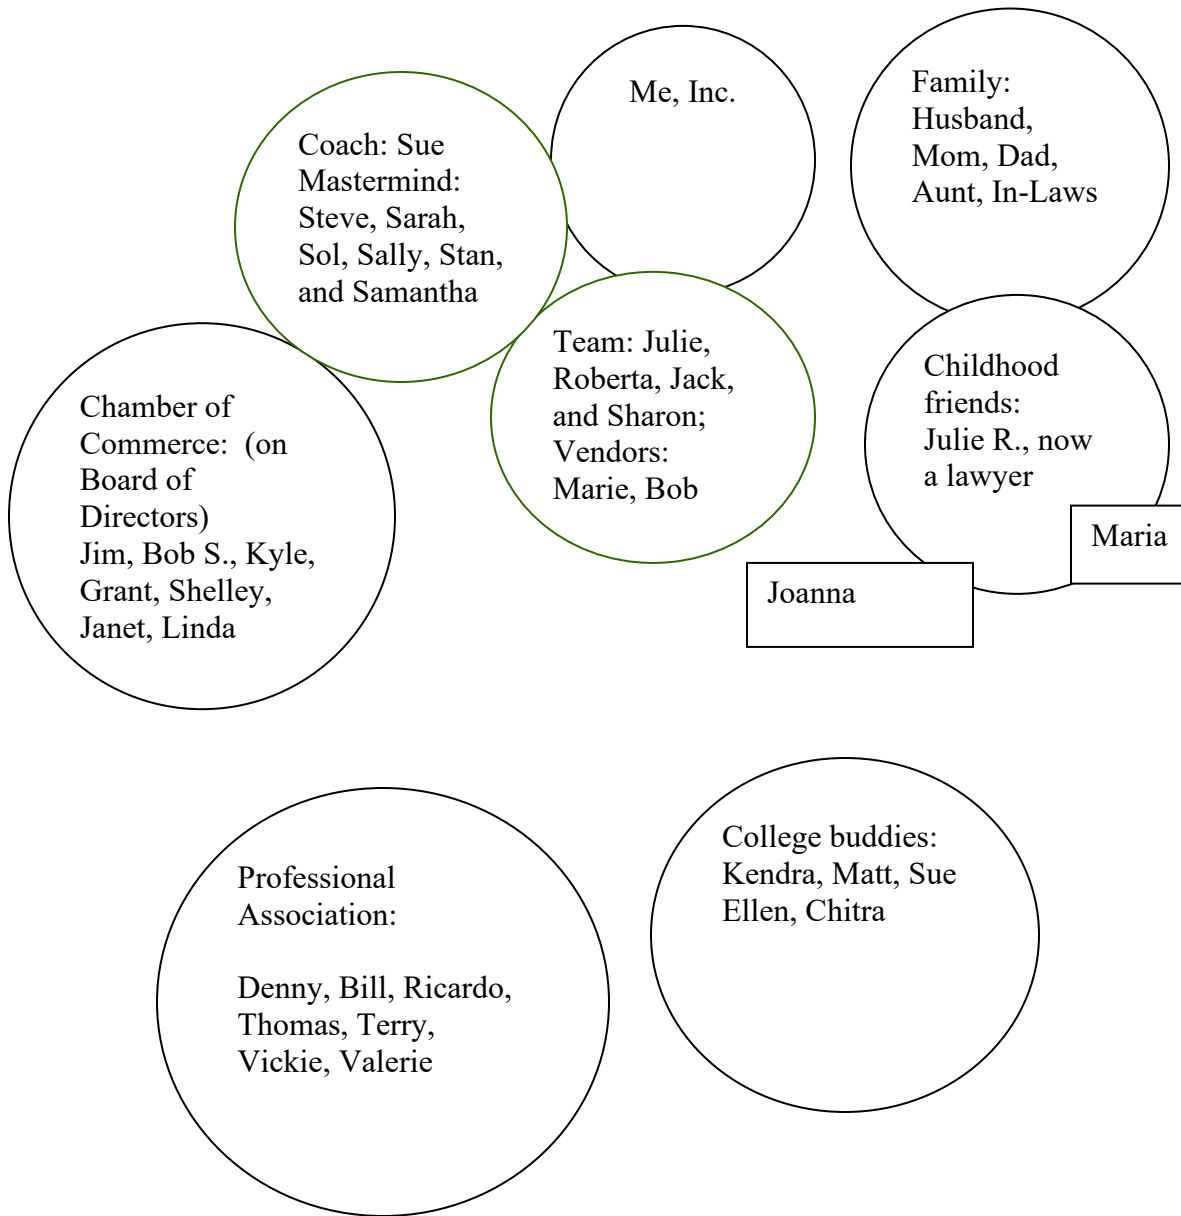 Me, Inc.
Family:
Husband,
Mom, Dad,
Aunt, In-Laws
Coach: Sue
Mastermind:
Steve, Sarah,
Sol, Sally, Stan,
and Samantha
Team: Julie,
Roberta, Jack,
and Sharon;
Vendors:
Marie, Bob
Childhood
friends:
Julie R., now
a lawyer
Chamber of
Commerce:  (on
Board of
Directors)
Jim, Bob S., Kyle,
Grant, Shelley,
Janet, Linda
Maria
Joanna
Professional
Association:
Denny, Bill, Ricardo,
Thomas, Terry,
Vickie, Valerie
College buddies:
Kendra, Matt, Sue
Ellen, Chitra